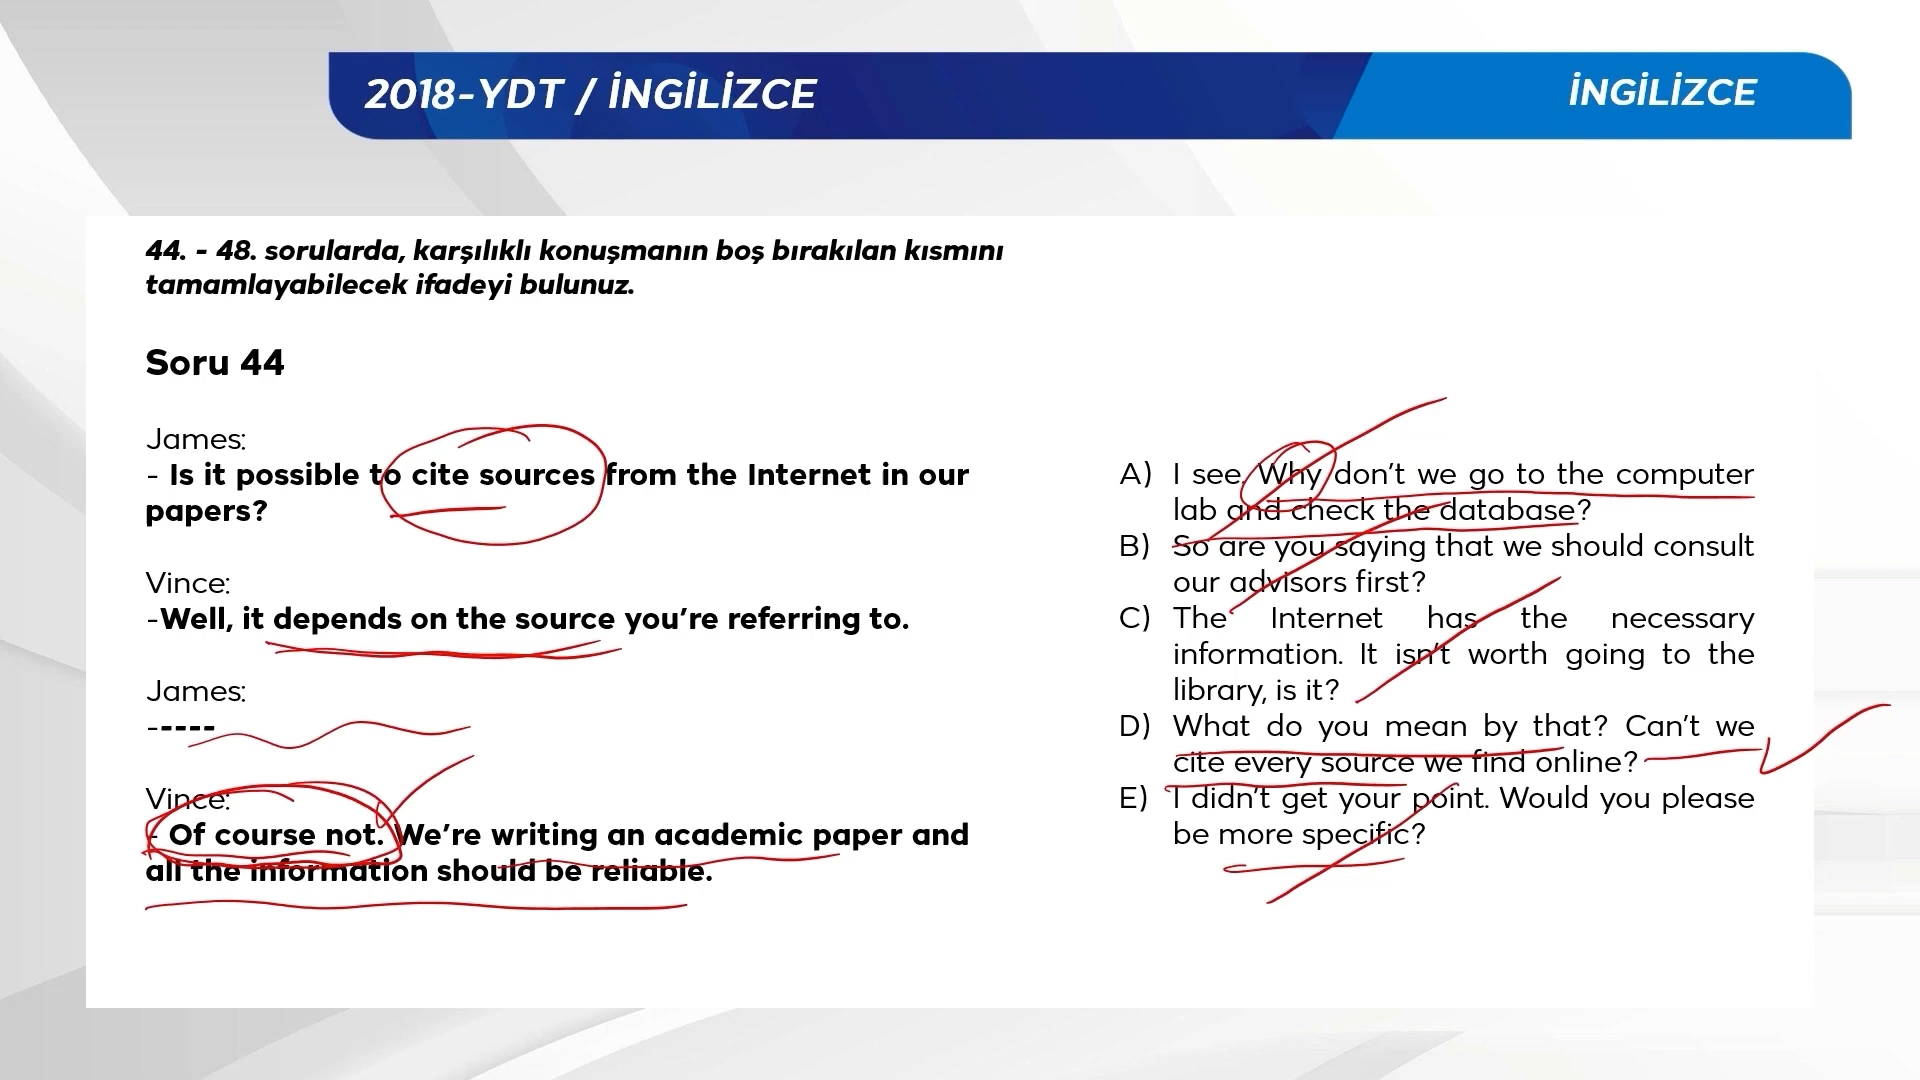 2018-YDT / İNGİLİZCE
İNGİLİZCE
44. - 48. sorularda, karşılıklı konuşmanın boş bırakılan kısmını
tamamlayabilecek ifadeyi bulunuz.
Soru 44
James:
- Is it possible to cite sources from the Internet in our
papers?
Vince:
-Well, it depends on the source you're referring to.
James:
-----
Vince:
- Of course not. We're writing an academic paper and
all the information should be reliable.
A) I see. Why don't we go to the computer
lab and check the database?
B) So are you saying that we should consult
our advisors first?
C) The Internet has the necessary
information. It isn't worth going to the
library, is it?
D) What do you mean by that? Can't we
cite every source we find online?
E) I didn't get your point. Would you please
be more specific?